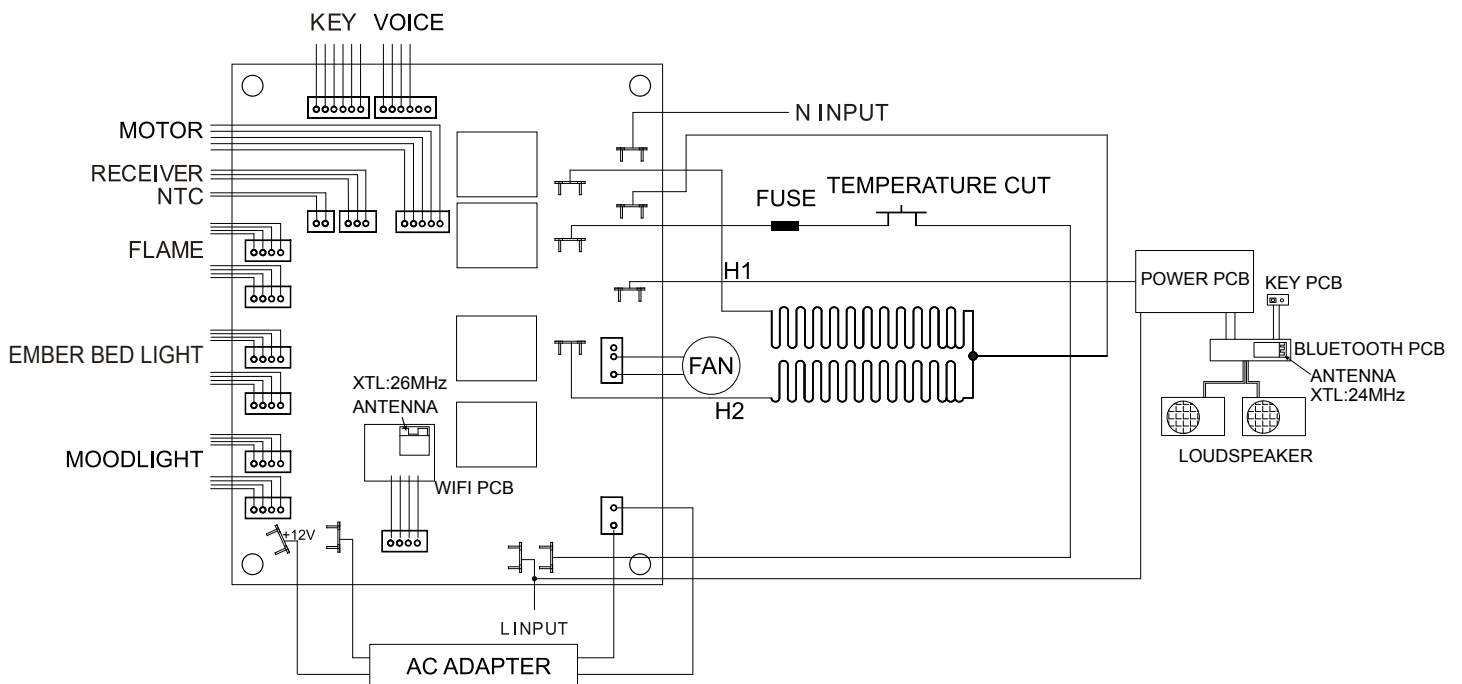 KEY VOICE
MOTOR
N INPUT
RECEIVER
NTC
FUSE
TEMPERATURE CUT
FLAME
H1
POWER PCB
KEY PCB
EMBER BED LIGHT
FAN
BLUETOOTH PCB
XTL:26MHz
ANTENNA
ANTENNA
XTL:24MHz
H2
MOODLIGHT
LOUDSPEAKER
WIFI PCB
+12V
L INPUT
AC ADAPTER